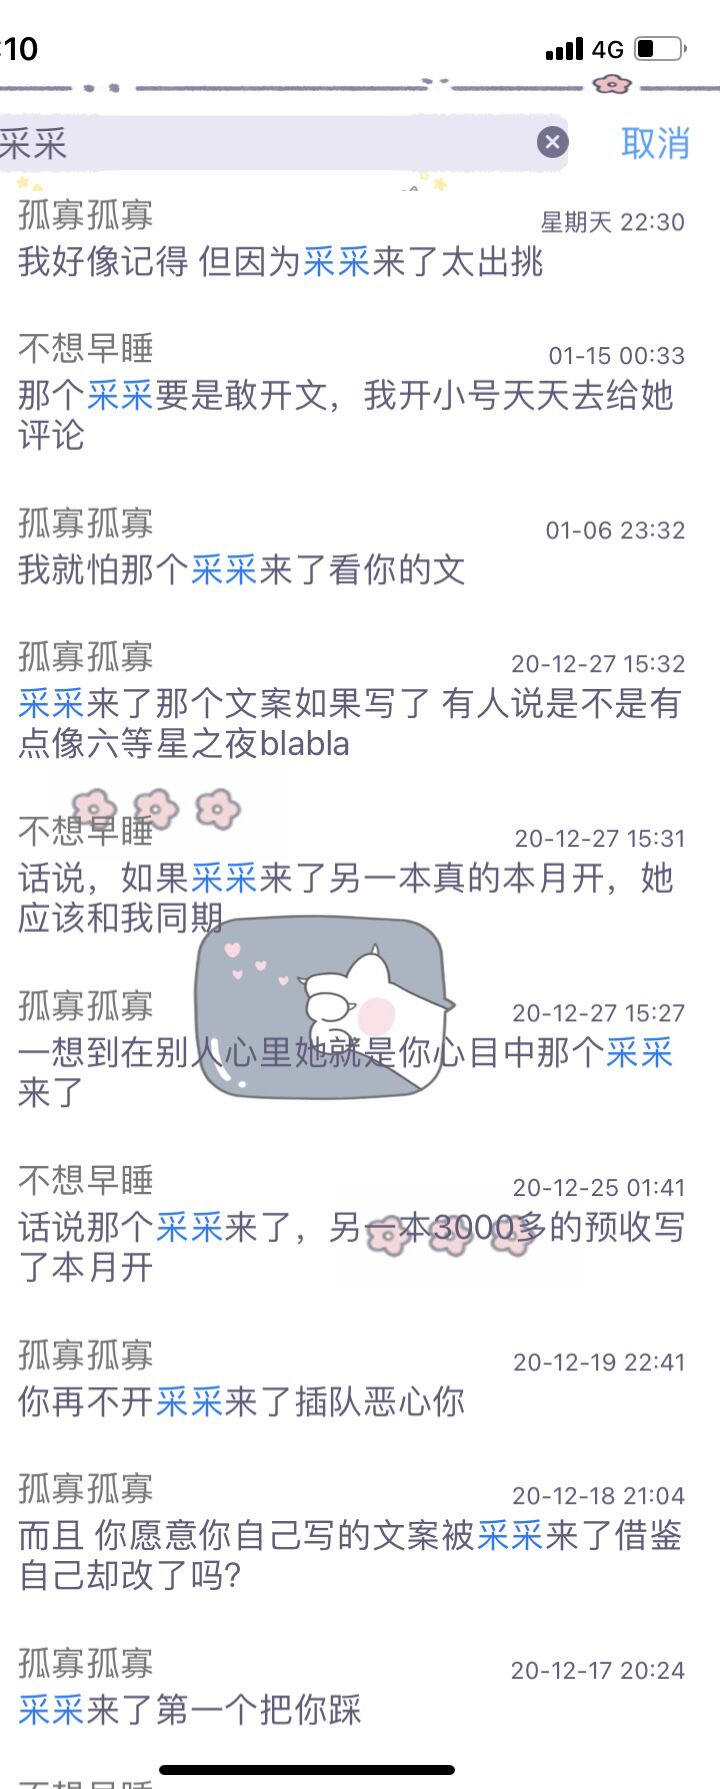 :10
4G
采采
取消
孤寡孤寡
星期天 22:30
我好像记得 但因为采采来了太出挑
不想早睡
01-15 00:33
那个采采要是敢开文，我开小号天天去给她
评论
孤寡孤寡
01-06 23:32
我就怕那个采采来了看你的文
孤寡孤寡
20-12-27 15:32
采采来了那个文案如果写了 有人说是不是有
点像六等星之夜blabla
不想早睡
20-12-27 15:31
话说，如果采采来了另一本真的本月开，她
应该和我同期
孤寡孤寡
20-12-27 15:27
一想到在别人心里她就是你心目中那个采采
来了
不想早睡
20-12-25 01:41
话说那个采采来了，另一本3000多的预收写
了本月开
孤寡孤寡
20-12-19 22:41
你再不开采采来了插队恶心你
孤寡孤寡
20-12-18 21:04
而且 你愿意你自己写的文案被采采来了借鉴
自己却改了吗?
孤寡孤寡
20-12-17 20:24
采采来了第一个把你踩